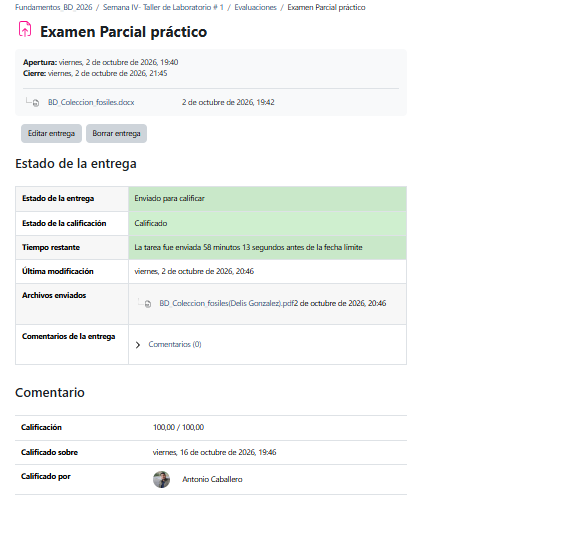 Fundamentos_BD_2026 / Semana IV- Taller de Laboratorio # 1 / Evaluaciones / Examen Parcial práctico
Examen Parcial práctico
Apertura: viernes, 2 de octubre de 2026, 19:40
Cierre: viernes, 2 de octubre de 2026, 21:45
BD_Coleccion_fosiles.docx 2 de octubre de 2026, 19:42
Editar entrega Borrar entrega
Estado de la entrega
Estado de la entrega Enviado para calificar
Estado de la calificación Calificado
Tiempo restante La tarea fue enviada 58 minutos 13 segundos antes de la fecha límite
Última modificación viernes, 2 de octubre de 2026, 20:46
Archivos enviados BD_Coleccion_fosiles(Delis Gonzalez).pdf2 de octubre de 2026, 20:46
Comentarios de la entrega Comentarios (0)
Comentario
Calificación 100,00 / 100,00
Calificado sobre viernes, 16 de octubre de 2026, 19:46
Calificado por Antonio Caballero